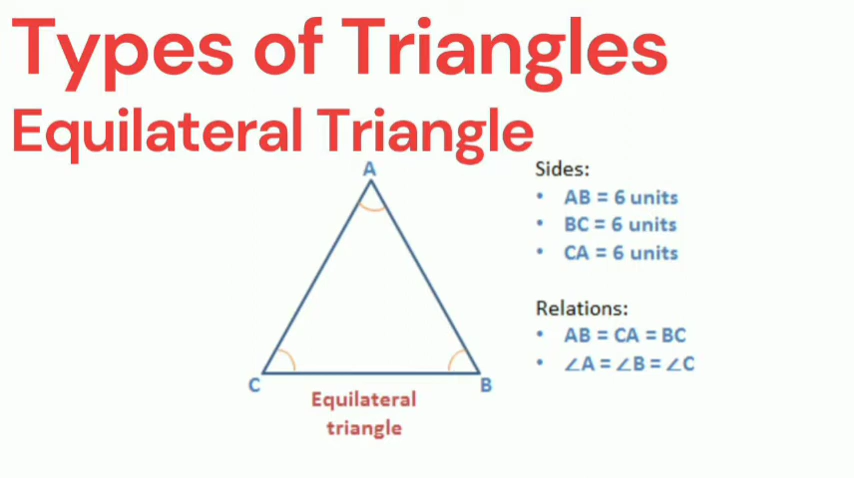 Types of Triangles
Equilateral Triangle
A
Sides:
• AB = 6 units
• BC = 6 units
• CA = 6 units
Relations:
• AB = CA = BC
• ∠A = ∠B = ∠C
C
B
Equilateral
triangle